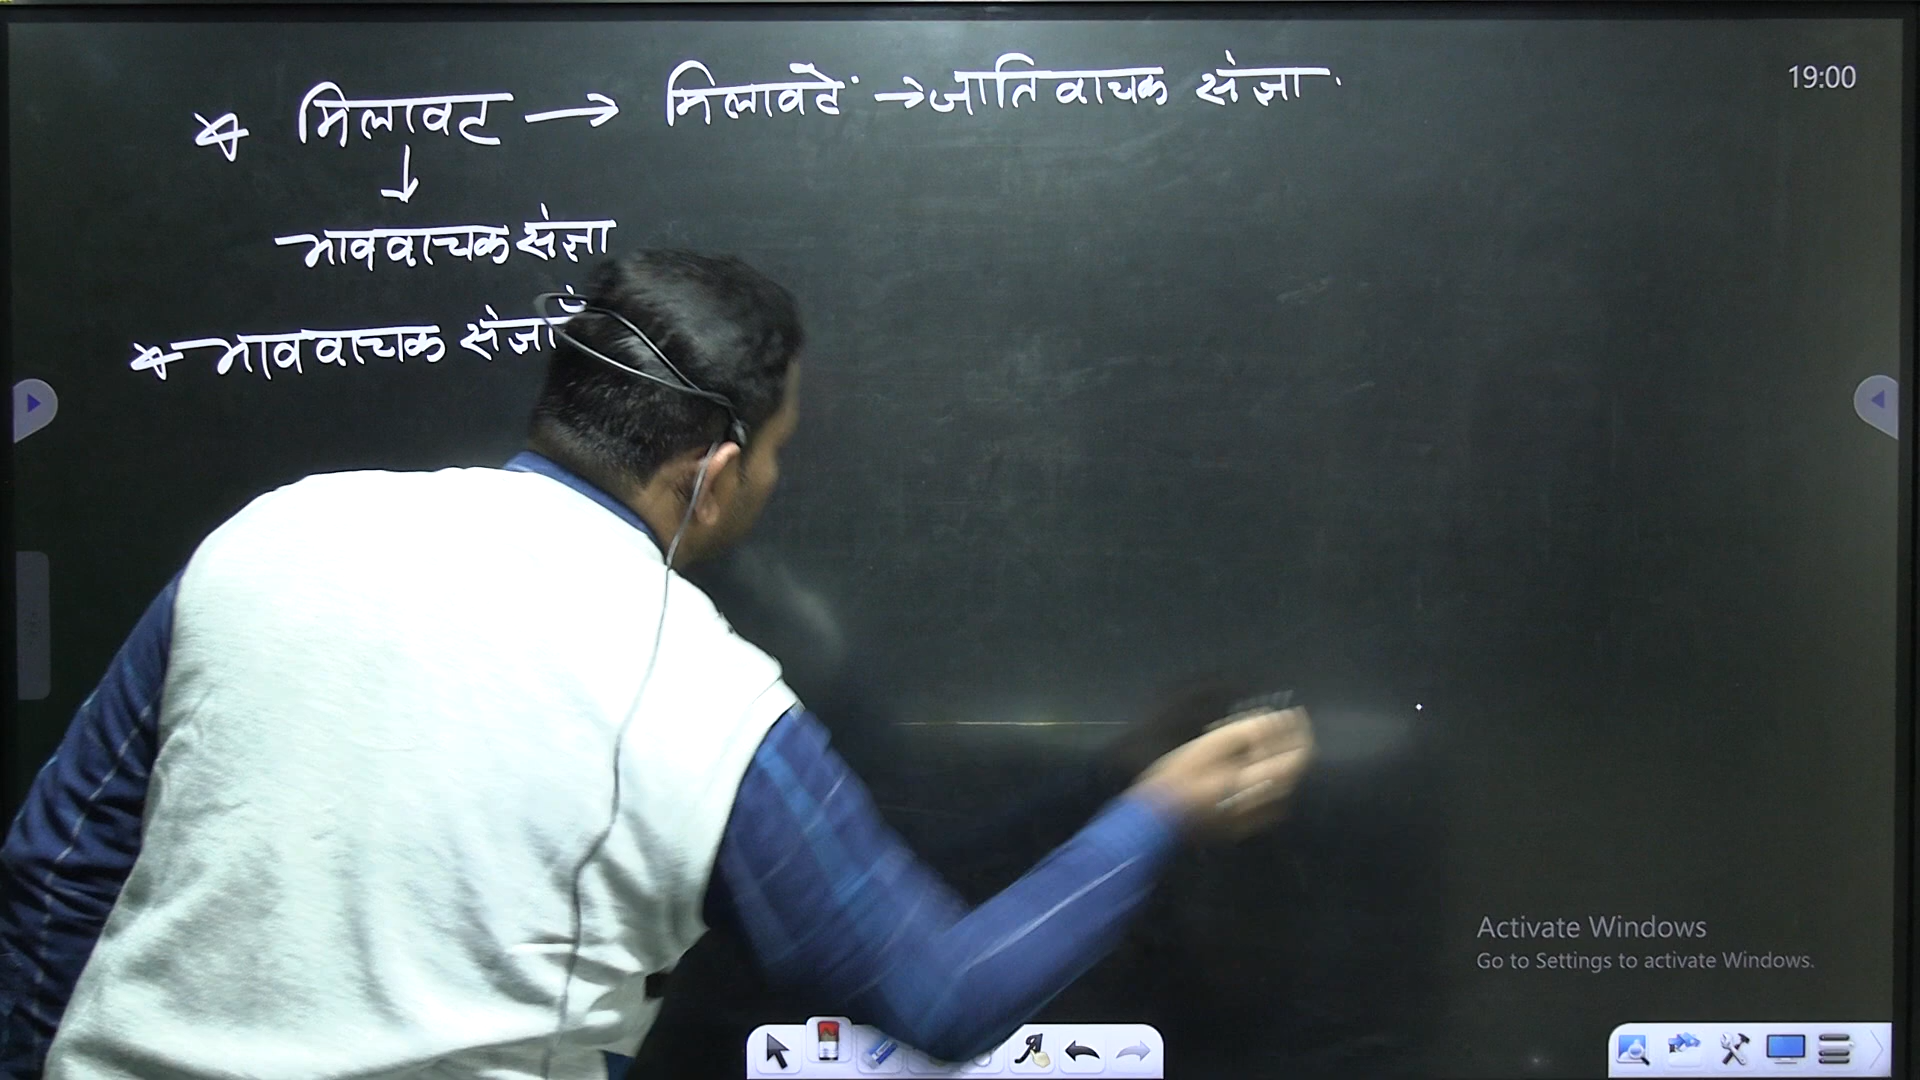 * मिलावट → मिलावटें → जातिवाचक संज्ञा.
↓
भाववाचक संज्ञा
* भाववाचक संज्ञाएँ
19:00
Activate Windows
Go to Settings to activate Windows.